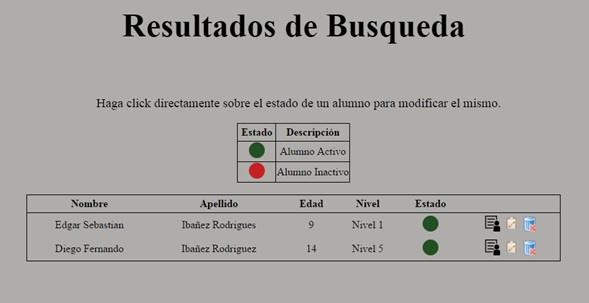 Resultados de Busqueda
Haga click directamente sobre el estado de un alumno para modificar el mismo.
Estado Descripción
Alumno Activo
Alumno Inactivo
Nombre Apellido Edad Nivel Estado
Edgar Sebastian Ibañez Rodrigues 9 Nivel 1
Diego Fernando Ibañez Rodriguez 14 Nivel 5